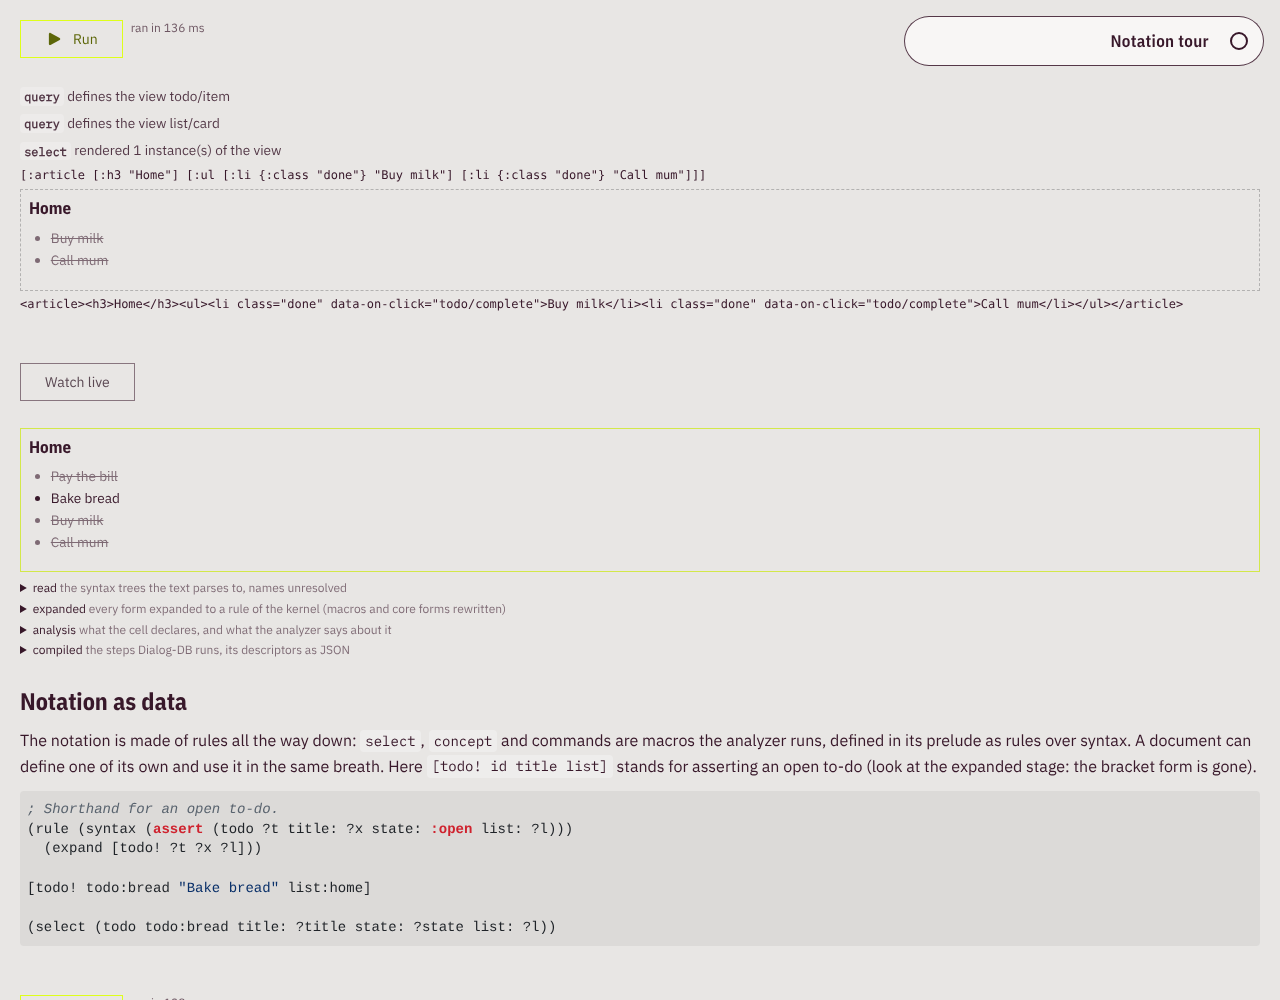 Run
ran in 136 ms
Notation tour
query defines the view todo/item
query defines the view list/card
select rendered 1 instance(s) of the view
[:article [:h3 "Home"] [:ul [:li {:class "done"} "Buy milk"] [:li {:class "done"} "Call mum"]]]
Home
Buy milk
Call mum
<article><h3>Home</h3><ul><li class="done" data-on-click="todo/complete">Buy milk</li><li class="done" data-on-click="todo/complete">Call mum</li></ul></article>
Watch live
Home
Pay the bill
Bake bread
Buy milk
Call mum
read the syntax trees the text parses to, names unresolved
expanded every form expanded to a rule of the kernel (macros and core forms rewritten)
analysis what the cell declares, and what the analyzer says about it
compiled the steps Dialog-DB runs, its descriptors as JSON
Notation as data
The notation is made of rules all the way down: select, concept and commands are macros the analyzer runs, defined in its prelude as rules over syntax. A document can
define one of its own and use it in the same breath. Here [todo! id title list] stands for asserting an open to-do (look at the expanded stage: the bracket form is gone).
; Shorthand for an open to-do.
(rule (syntax (assert (todo ?t title: ?x state: :open list: ?l)))
(expand [todo! ?t ?x ?l]))
[todo! todo:bread "Bake bread" list:home]
(select (todo todo:bread title: ?title state: ?state list: ?l))